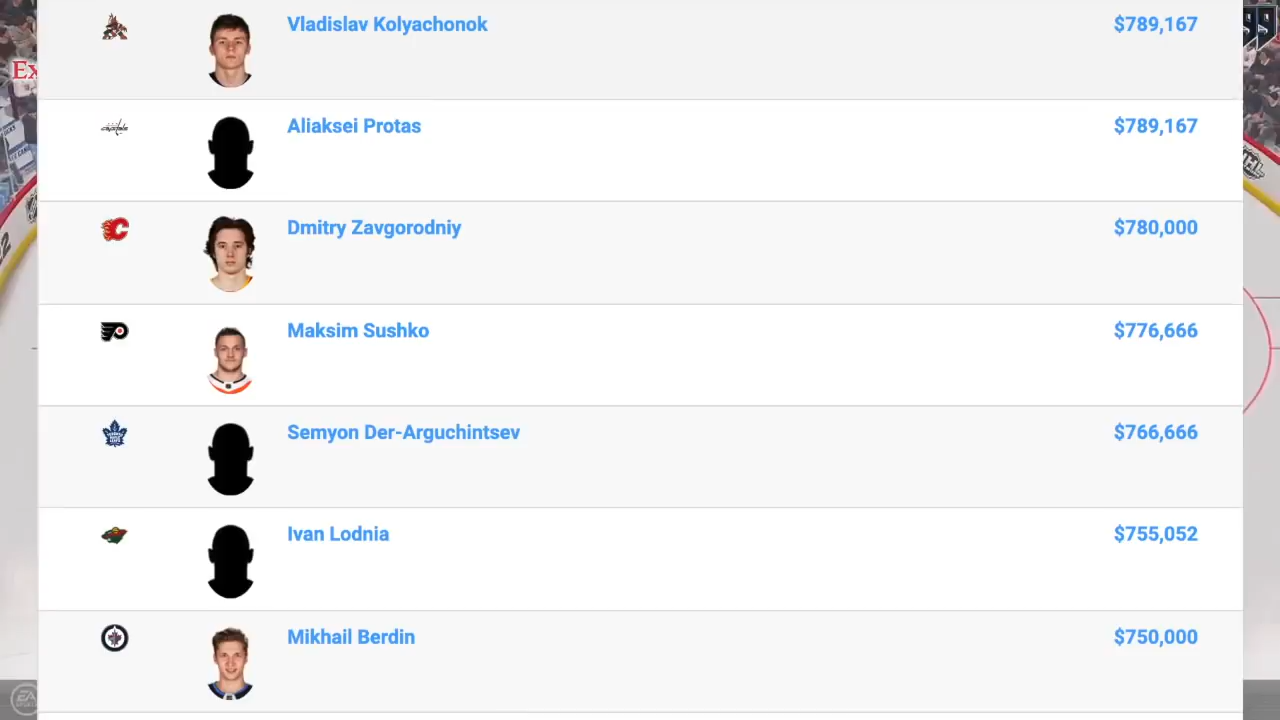 Vladislav Kolyachonok $789,167
Ex
Aliaksei Protas $789,167
Dmitry Zavgorodniy $780,000
Maksim Sushko $776,666
Semyon Der-Arguchintsev $766,666
Ivan Lodnia $755,052
Mikhail Berdin $750,000